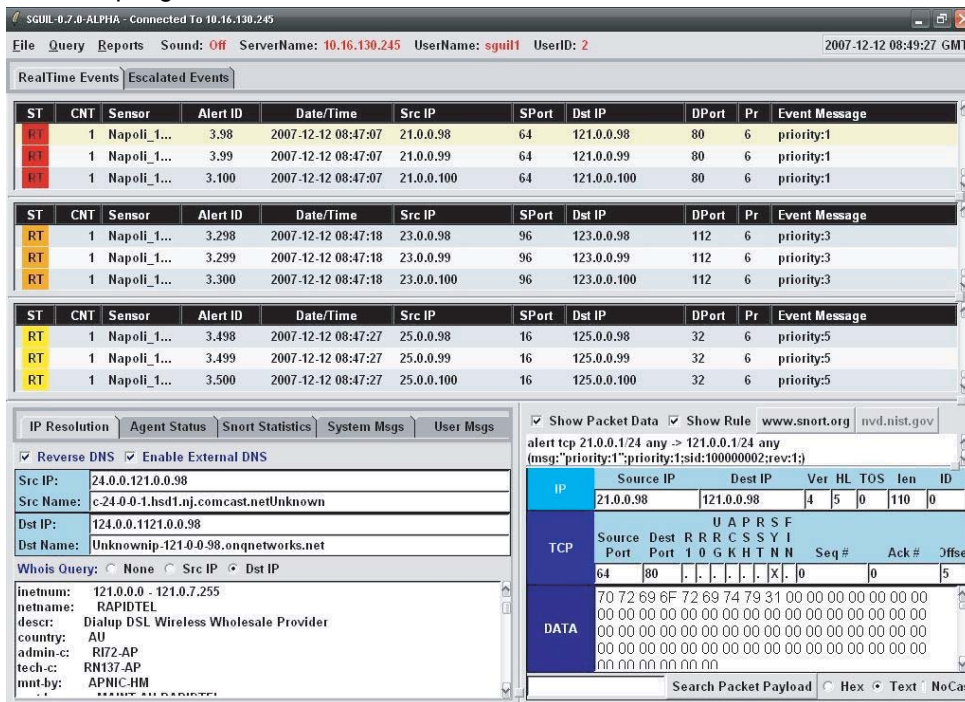 SGUIL-0.7.0-ALPHA - Connected To 10.16.130.245
File Query Reports Sound: Off ServerName: 10.16.130.245 UserName: sguil1 UserID: 2 2007-12-12 08:49:27 GMT
RealTime Events Escalated Events
ST CNT Sensor Alert ID Date/Time Src IP SPort Dst IP DPort Pr Event Message
RT 1 Napoli_1... 3.98 2007-12-12 08:47:07 21.0.0.98 64 121.0.0.98 80 6 priority:1
RT 1 Napoli_1... 3.99 2007-12-12 08:47:07 21.0.0.99 64 121.0.0.99 80 6 priority:1
RT 1 Napoli_1... 3.100 2007-12-12 08:47:07 21.0.0.100 64 121.0.0.100 80 6 priority:1
ST CNT Sensor Alert ID Date/Time Src IP SPort Dst IP DPort Pr Event Message
RT 1 Napoli_1... 3.298 2007-12-12 08:47:18 23.0.0.98 96 123.0.0.98 112 6 priority:3
RT 1 Napoli_1... 3.299 2007-12-12 08:47:18 23.0.0.99 96 123.0.0.99 112 6 priority:3
RT 1 Napoli_1... 3.300 2007-12-12 08:47:18 23.0.0.100 96 123.0.0.100 112 6 priority:3
ST CNT Sensor Alert ID Date/Time Src IP SPort Dst IP DPort Pr Event Message
RT 1 Napoli_1... 3.498 2007-12-12 08:47:27 25.0.0.98 16 125.0.0.98 32 6 priority:5
RT 1 Napoli_1... 3.499 2007-12-12 08:47:27 25.0.0.99 16 125.0.0.99 32 6 priority:5
RT 1 Napoli_1... 3.500 2007-12-12 08:47:27 25.0.0.100 16 125.0.0.100 32 6 priority:5
IP Resolution Agent Status Snort Statistics System Msgs User Msgs
Reverse DNS Enable External DNS
Src IP: 24.0.0.121.0.0.98
Src Name: c-24-0-0-1.hsd1.nj.comcast.netUnknown
Dst IP: 124.0.0.1121.0.0.98
Dst Name: Unknownip-121-0-0-98.onqnetworks.net
Whois Query: None Src IP Dst IP
inetnum: 121.0.0.0 - 121.0.7.255
netname: RAPIDTEL
descr: Dialup DSL Wireless Wholesale Provider
country: AU
admin-c: RI72-AP
tech-c: RN137-AP
mnt-by: APNIC-HM
Show Packet Data Show Rule www.snort.org nvd.nist.gov
alert tcp 21.0.0.1/24 any -> 121.0.0.1/24 any
(msg:"priority:1";priority:1;sid:100000002;rev:1;)
IP
Source IP Dest IP Ver HL TOS len ID
21.0.0.98 121.0.0.98 4 5 0 110 0
TCP
U A P R S F
Source Dest R R R C S S Y I
Port Port 1 0 G K H T N N Seq # Ack # Offse
64 80 . . . . . . X . 0 0 5
DATA
70 72 69 6F 72 69 74 79 31 00 00 00 00 00 00 00
00 00 00 00 00 00 00 00 00 00 00 00 00 00 00 00
00 00 00 00 00 00 00 00 00 00 00 00 00 00 00 00
00 00 00 00 00 00 00 00 00 00 00 00 00 00 00 00
00 00 00 00 00 00
Search Packet Payload Hex Text NoCas